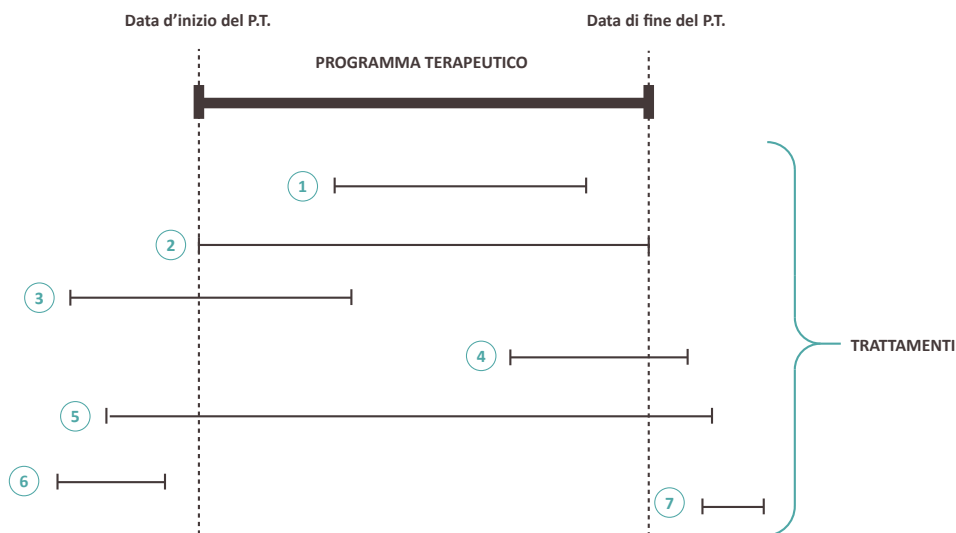 Data d’inizio del P.T.
Data di fine del P.T.
PROGRAMMA TERAPEUTICO
1
2
3
4
TRATTAMENTI
5
6
7